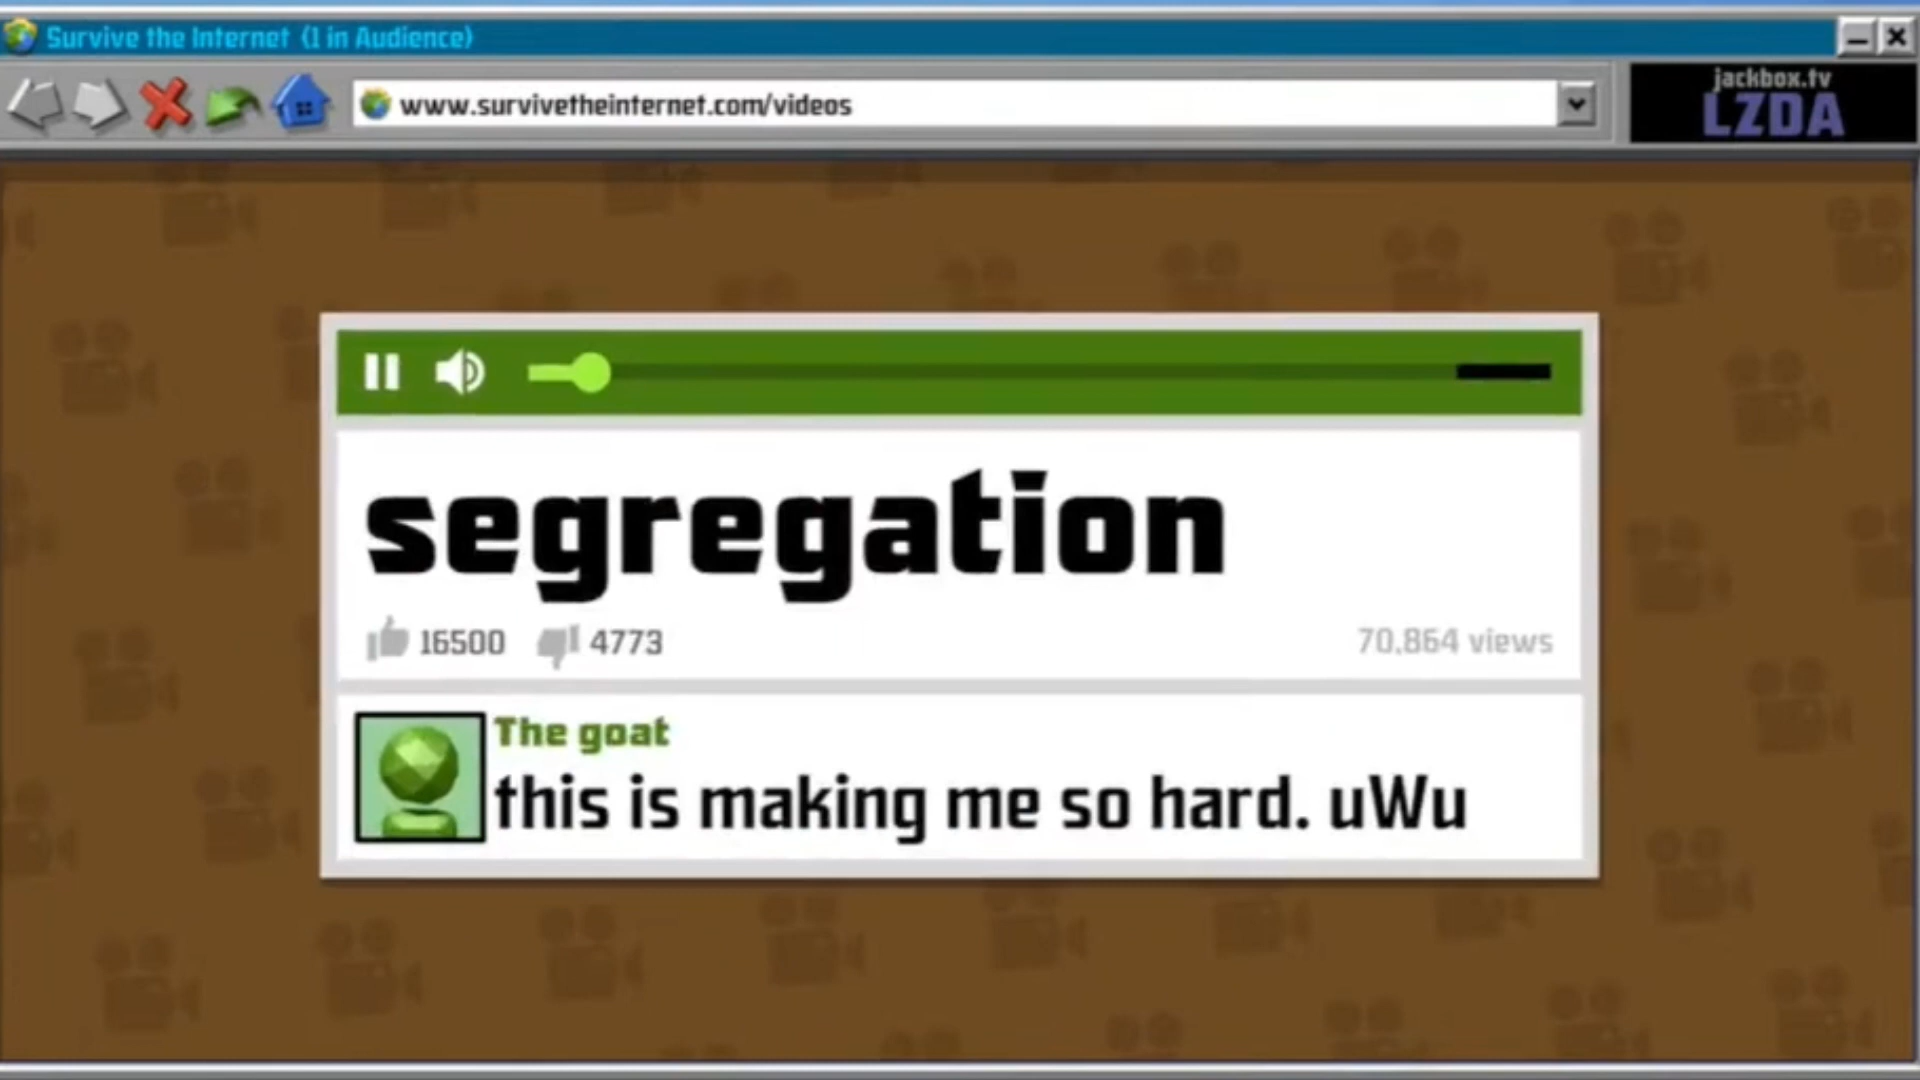 Survive the Internet (1 in Audience)
www.survivetheinternet.com/videos
jackbox.tv
LZDA
segregation
16500 4773 70,864 views
The goat
this is making me so hard. uWu